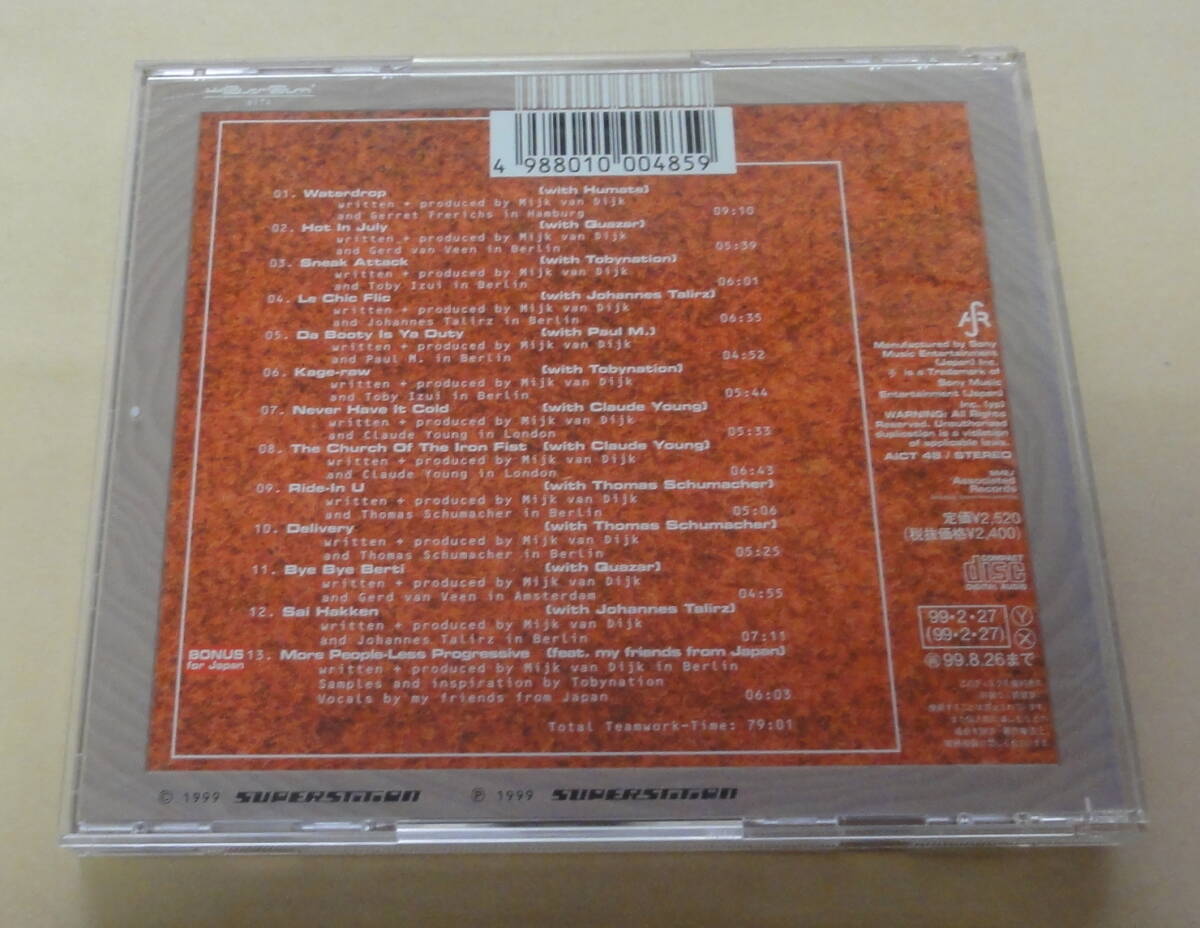 4 988010 004859
01. Waterdrop (with Humate)
written + produced by Mijk van Dijk
and Gerret Frerichs in Hamburg 09:10
02. Hot In July (with Quazar)
written + produced by Mijk van Dijk
and Gerd van Veen in Berlin 05:39
03. Sneak Attack (with Tobynation)
written + produced by Mijk van Dijk
and Toby Izui in Berlin 06:01
04. Le Chic Flic (with Johannes Talirz)
written + produced by Mijk van Dijk
and Johannes Talirz in Berlin 06:35
05. Da Booty Is Ya Duty (with Paul M.)
written + produced by Mijk van Dijk
and Paul M. in Berlin 04:52
06. Kage-raw (with Tobynation)
written + produced by Mijk van Dijk
and Toby Izui in Berlin 05:44
07. Never Have It Cold (with Claude Young)
written + produced by Mijk van Dijk
and Claude Young in London 05:33
08. The Church Of The Iron Fist (with Claude Young)
written + produced by Mijk van Dijk
and Claude Young in London 06:43
09. Ride-In U (with Thomas Schumacher)
written + produced by Mijk van Dijk
and Thomas Schumacher in Berlin 05:06
10. Delivery (with Thomas Schumacher)
written + produced by Mijk van Dijk
and Thomas Schumacher in Berlin 05:25
11. Bye Bye Berti (with Quazar)
written + produced by Mijk van Dijk
and Gerd van Veen in Amsterdam 04:55
12. Sai Hakken (with Johannes Talirz)
written + produced by Mijk van Dijk
and Johannes Talirz in Berlin 07:11
BONUS for Japan 13. More People-Less Progressive (feat. my friends from Japan)
written + produced by Mijk van Dijk in Berlin
Samples and inspiration by Tobynation
Vocals by my friends from Japan 06:03
Total Teamwork-Time: 79:01
Manufactured by Sony
Music Entertainment
(Japan) Inc.
is a Trademark of
Sony Music
Entertainment (Japan)
Inc.
WARNING: All Rights
Reserved. Unauthorized
duplication is a violation
of applicable laws.
AICT 48 / STEREO
Associated
Records
定価¥2,520
(税抜価格¥2,400)
COMPACT
disc
DIGITAL AUDIO
99・2・27 Y
(99・2・27) X
99.8.26まで
© 1999 SUPERSTITION ℗ 1999 SUPERSTITION